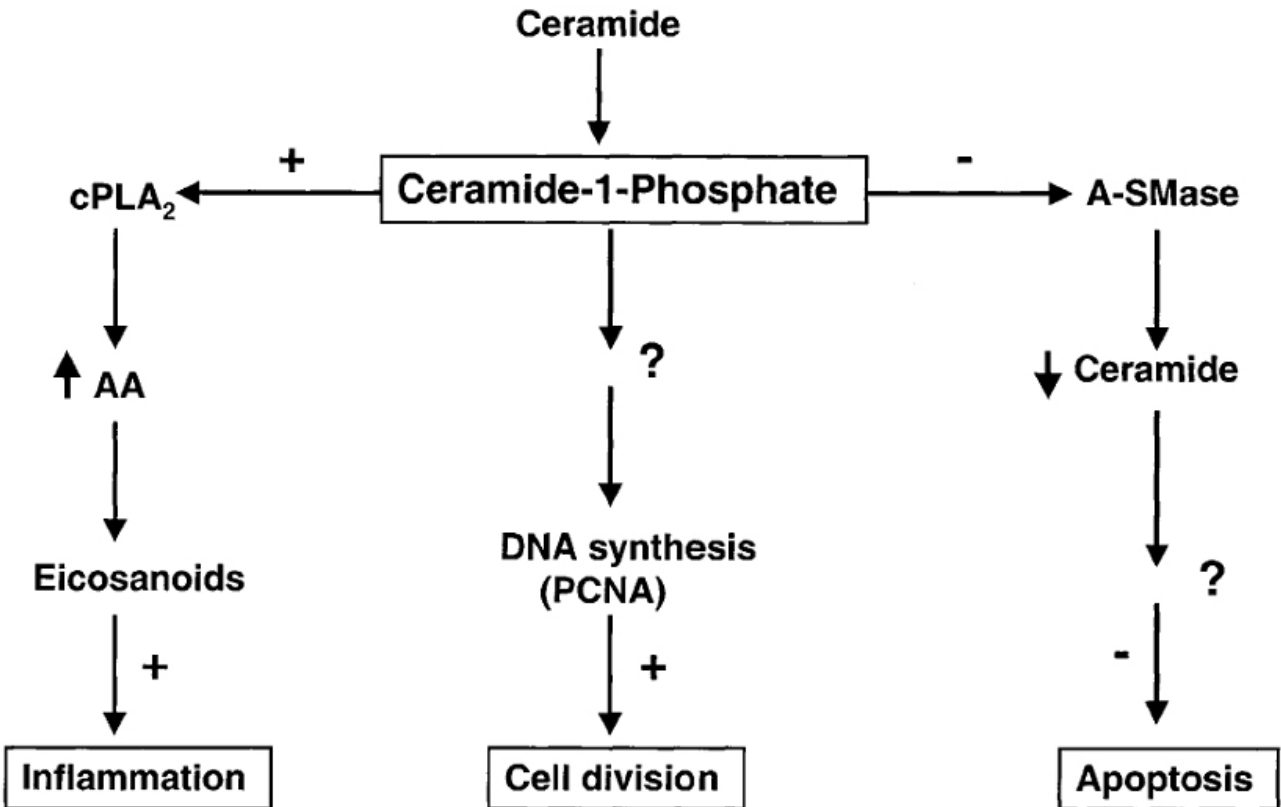 Ceramide
+
-
cPLA₂
Ceramide-1-Phosphate
A-SMase
?
AA
Ceramide
DNA synthesis
(PCNA)
Eicosanoids
?
+
+
-
Inflammation
Cell division
Apoptosis